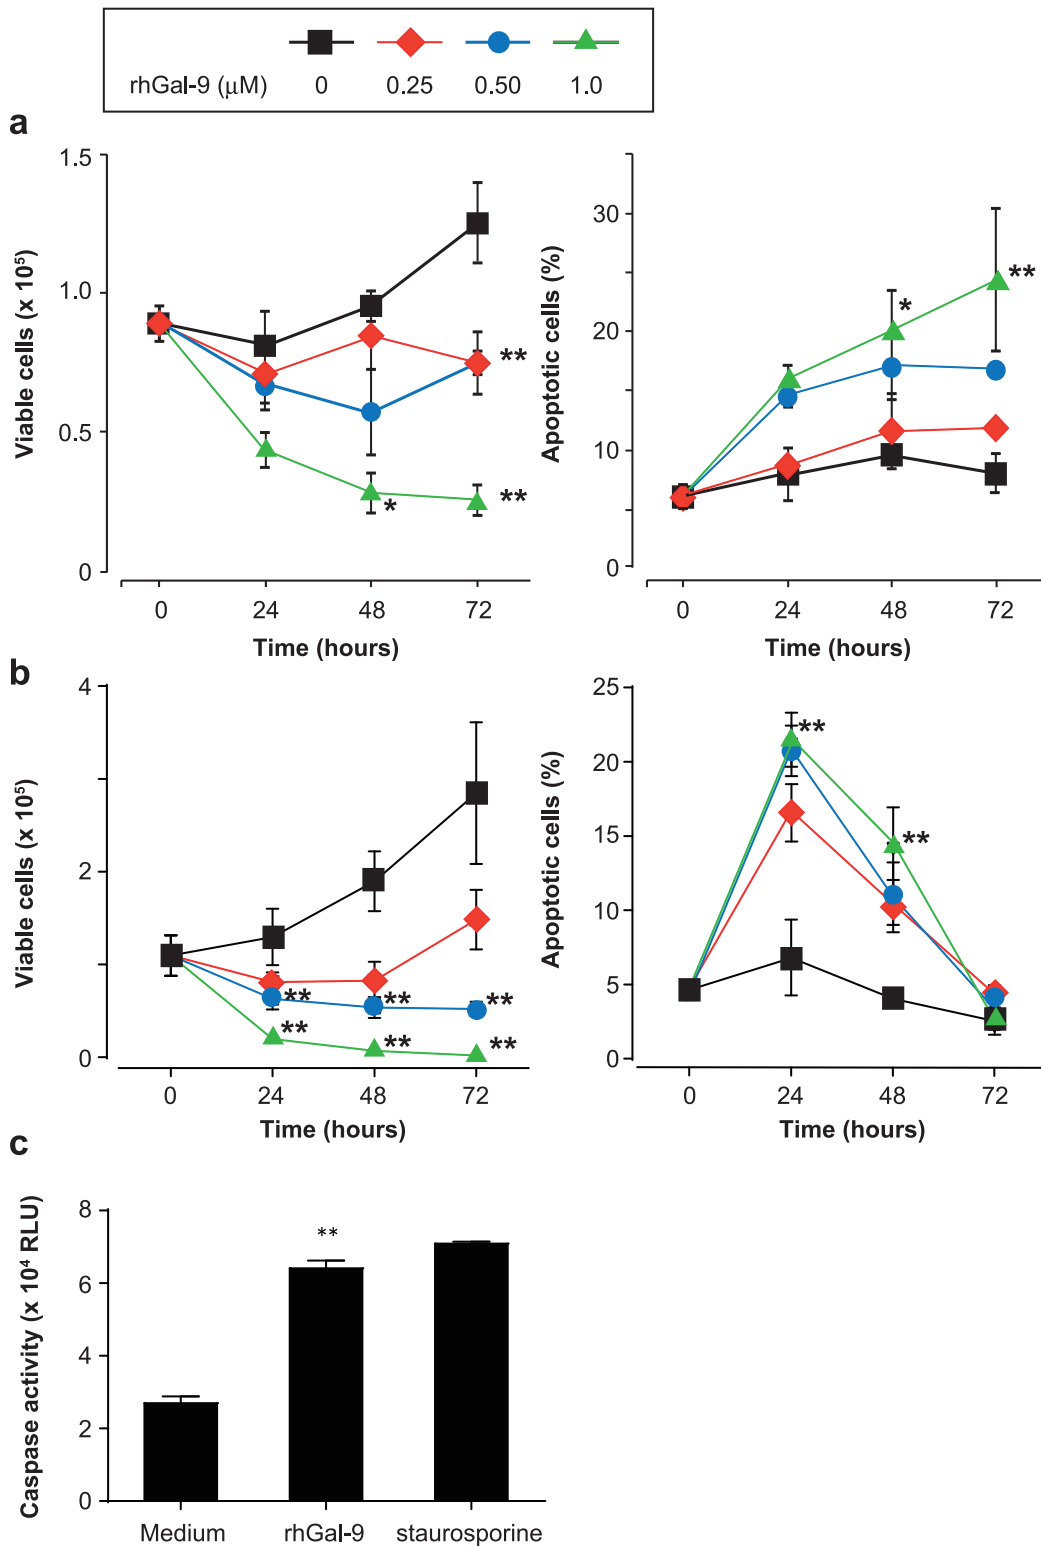 rhGal-9 (μM) 0 0.25 0.50 1.0
a
Viable cells (x 10⁵)
1.5
1.0
0.5
0
**
*
**
0 24 48 72
Time (hours)
Apoptotic cells (%)
30
20
10
0
*
**
0 24 48 72
Time (hours)
b
Viable cells (x 10⁵)
4
2
0
** ** **
** ** **
0 24 48 72
Time (hours)
Apoptotic cells (%)
25
20
15
10
5
0
**
**
0 24 48 72
Time (hours)
c
Caspase activity (x 10⁴ RLU)
8
6
4
2
0
**
Medium rhGal-9 staurosporine